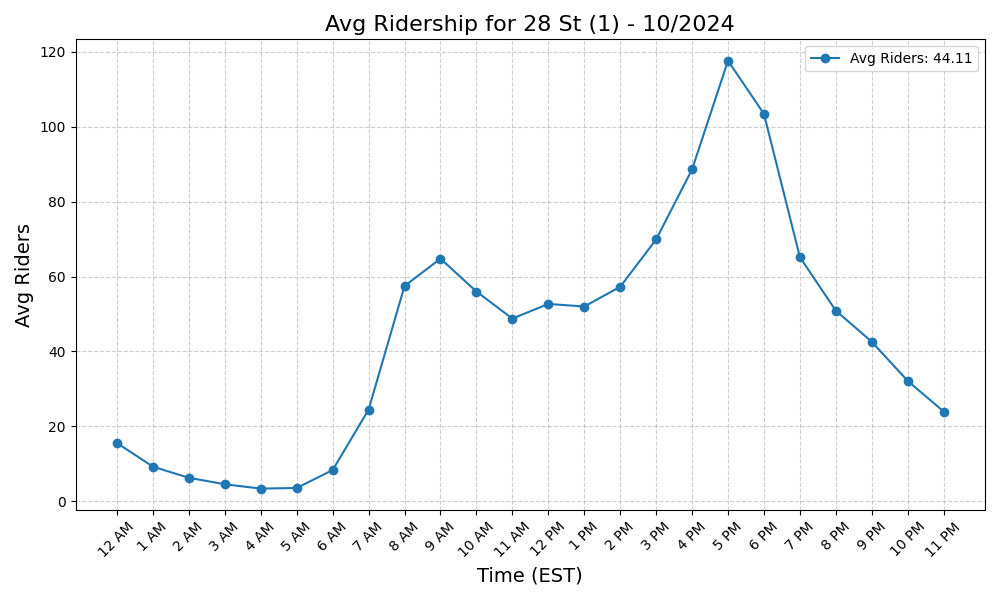 Avg Ridership for 28 St (1) - 10/2024
Avg Riders: 44.11
Avg Riders
120
100
80
60
40
20
0
12 AM
1 AM
2 AM
3 AM
4 AM
5 AM
6 AM
7 AM
8 AM
9 AM
10 AM
11 AM
12 PM
1 PM
2 PM
3 PM
4 PM
5 PM
6 PM
7 PM
8 PM
9 PM
10 PM
11 PM
Time (EST)